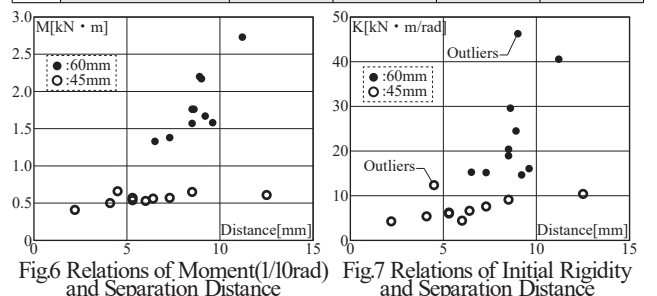 M[kN・m]
3.0
2.5
2.0
1.5
1.0
0.5
0
5
10
15
●:60mm
○:45mm
Distance[mm]
Fig.6 Relations of Moment(1/10rad)
and Separation Distance
K[kN・m/rad]
50
40
30
20
10
0
0
5
10
15
Outliers
●:60mm
○:45mm
Outliers
Distance[mm]
Fig.7 Relations of Initial Rigidity
and Separation Distance